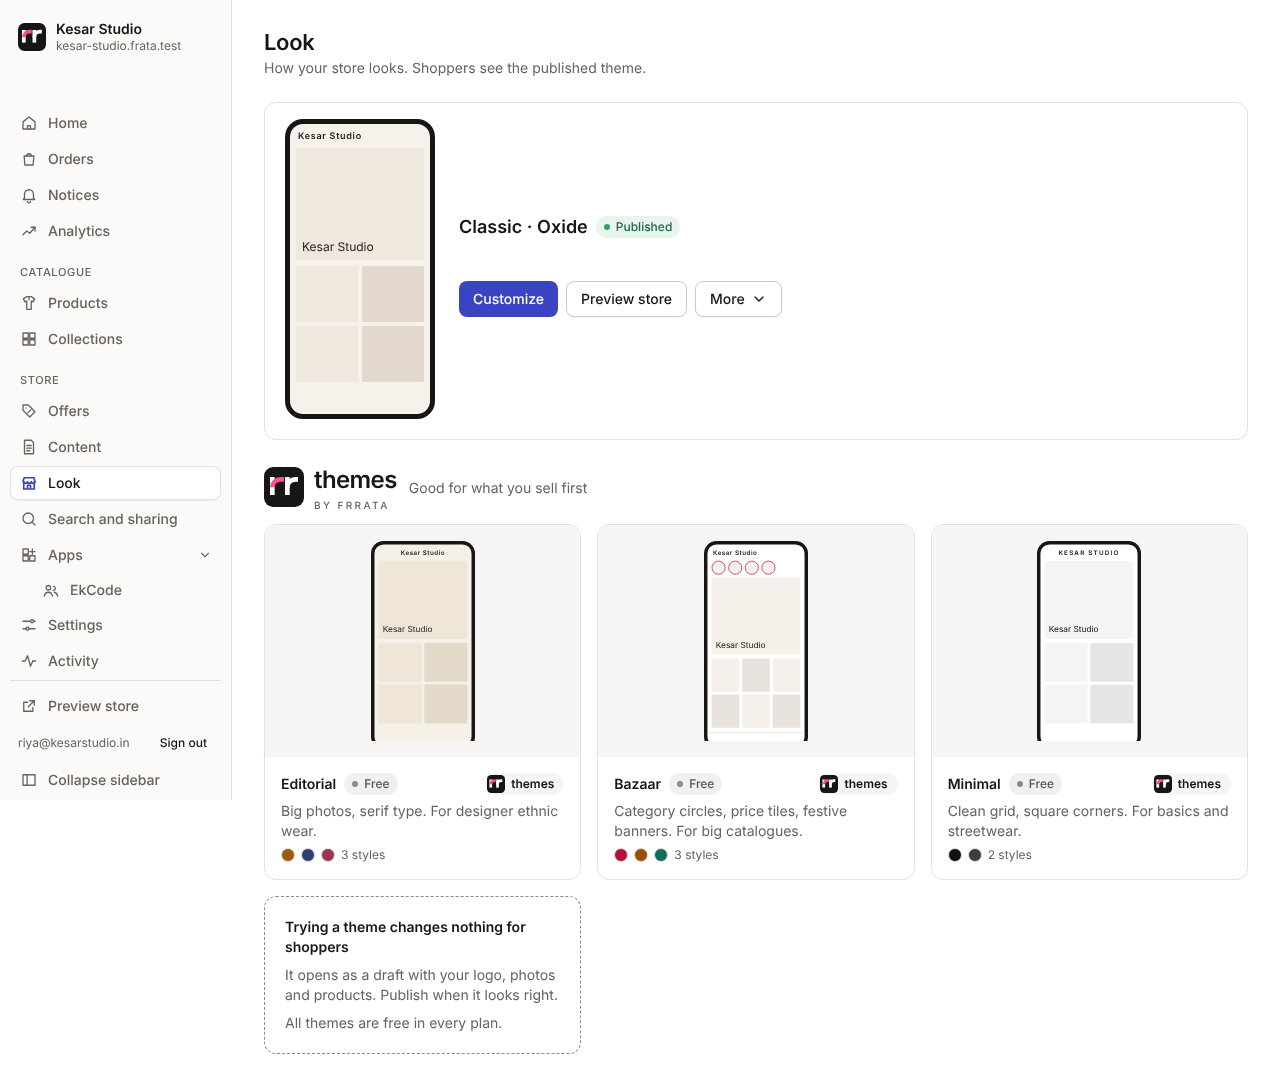 Kesar Studio
kesar-studio.frata.test
Home
Orders
Notices
Analytics
CATALOGUE
Products
Collections
STORE
Offers
Content
Look
Search and sharing
Apps
EkCode
Settings
Activity
Preview store
riya@kesarstudio.in Sign out
Collapse sidebar
Look
How your store looks. Shoppers see the published theme.
Kesar Studio
Kesar Studio
Classic · Oxide Published
Customize Preview store More
themes
BY FRRATA
Good for what you sell first
Kesar Studio
Kesar Studio
Editorial Free themes
Big photos, serif type. For designer ethnic
wear.
3 styles
Kesar Studio
Kesar Studio
Bazaar Free themes
Category circles, price tiles, festive
banners. For big catalogues.
3 styles
KESAR STUDIO
Kesar Studio
Minimal Free themes
Clean grid, square corners. For basics and
streetwear.
2 styles
Trying a theme changes nothing for
shoppers
It opens as a draft with your logo, photos
and products. Publish when it looks right.
All themes are free in every plan.